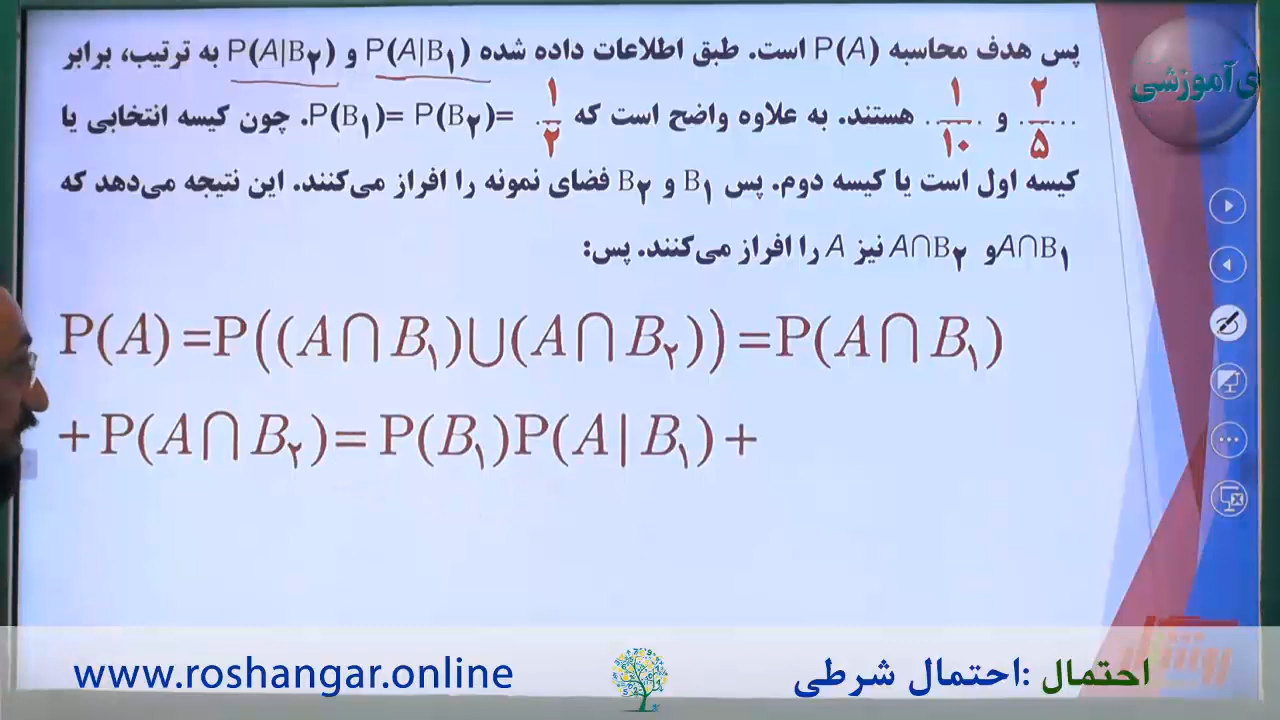 ی‌آموزشی
پس هدف محاسبه P(A) است. طبق اطلاعات داده شده P(A|B۱) و P(A|B۲) به ترتیب، برابر
۲/۵ و ۱/۱۰ هستند. به علاوه واضح است که P(B۱)= P(B۲)= ۱/۲. چون کیسه انتخابی یا
کیسه اول است یا کیسه دوم. پس B۱ و B۲ فضای نمونه را افراز می‌کنند. این نتیجه می‌دهد که
A∩B۱ و A∩B۲ نیز A را افراز می‌کنند. پس:
P(A) =P((A∩B۱)∪(A∩B۲))=P(A∩B۱)
+P(A∩B۲)=P(B۱)P(A|B۱)+
روشنگر
www.roshangar.online
احتمال :احتمال شرطی